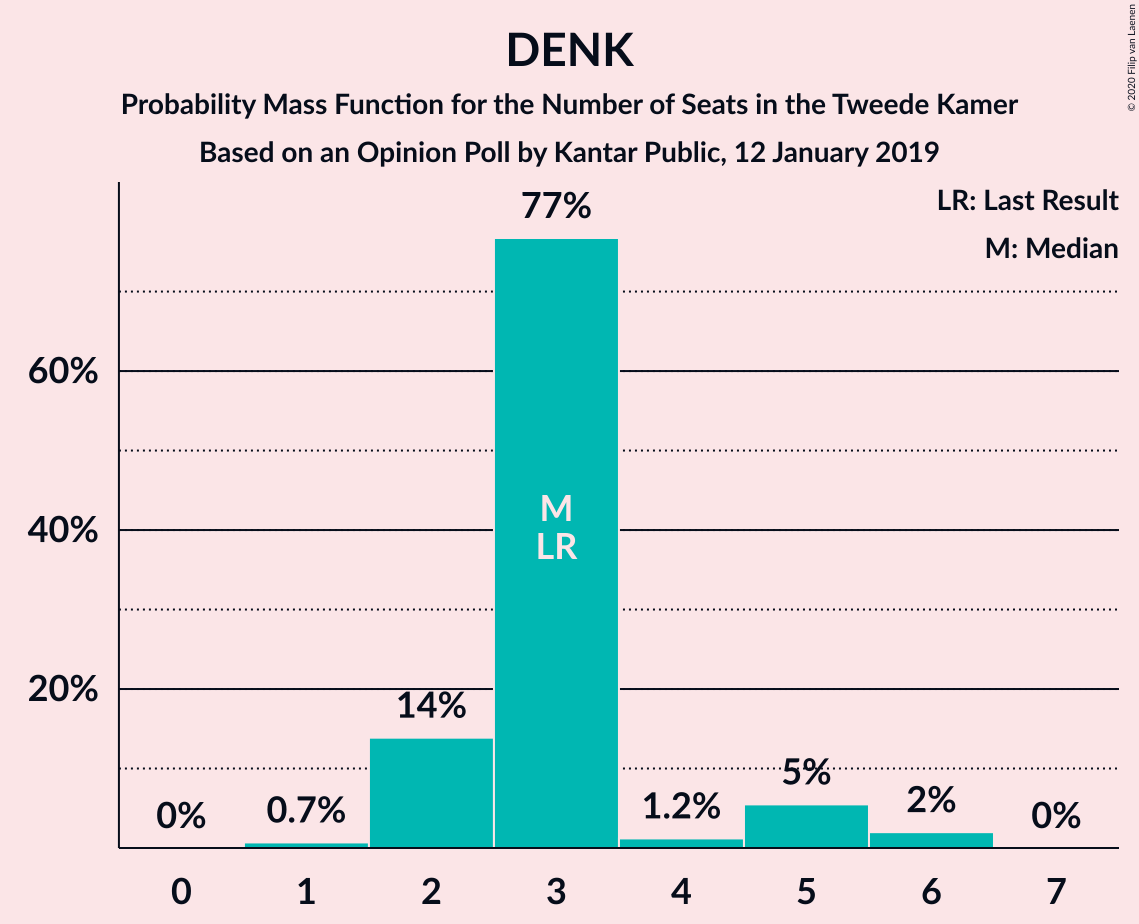 DENK
Probability Mass Function for the Number of Seats in the Tweede Kamer
Based on an Opinion Poll by Kantar Public, 12 January 2019
© 2020 Filip van Laenen
LR: Last Result
M: Median
77%
60%
40%
20%
M
LR
0%
0.7%
14%
1.2%
5%
2%
0%
0 1 2 3 4 5 6 7